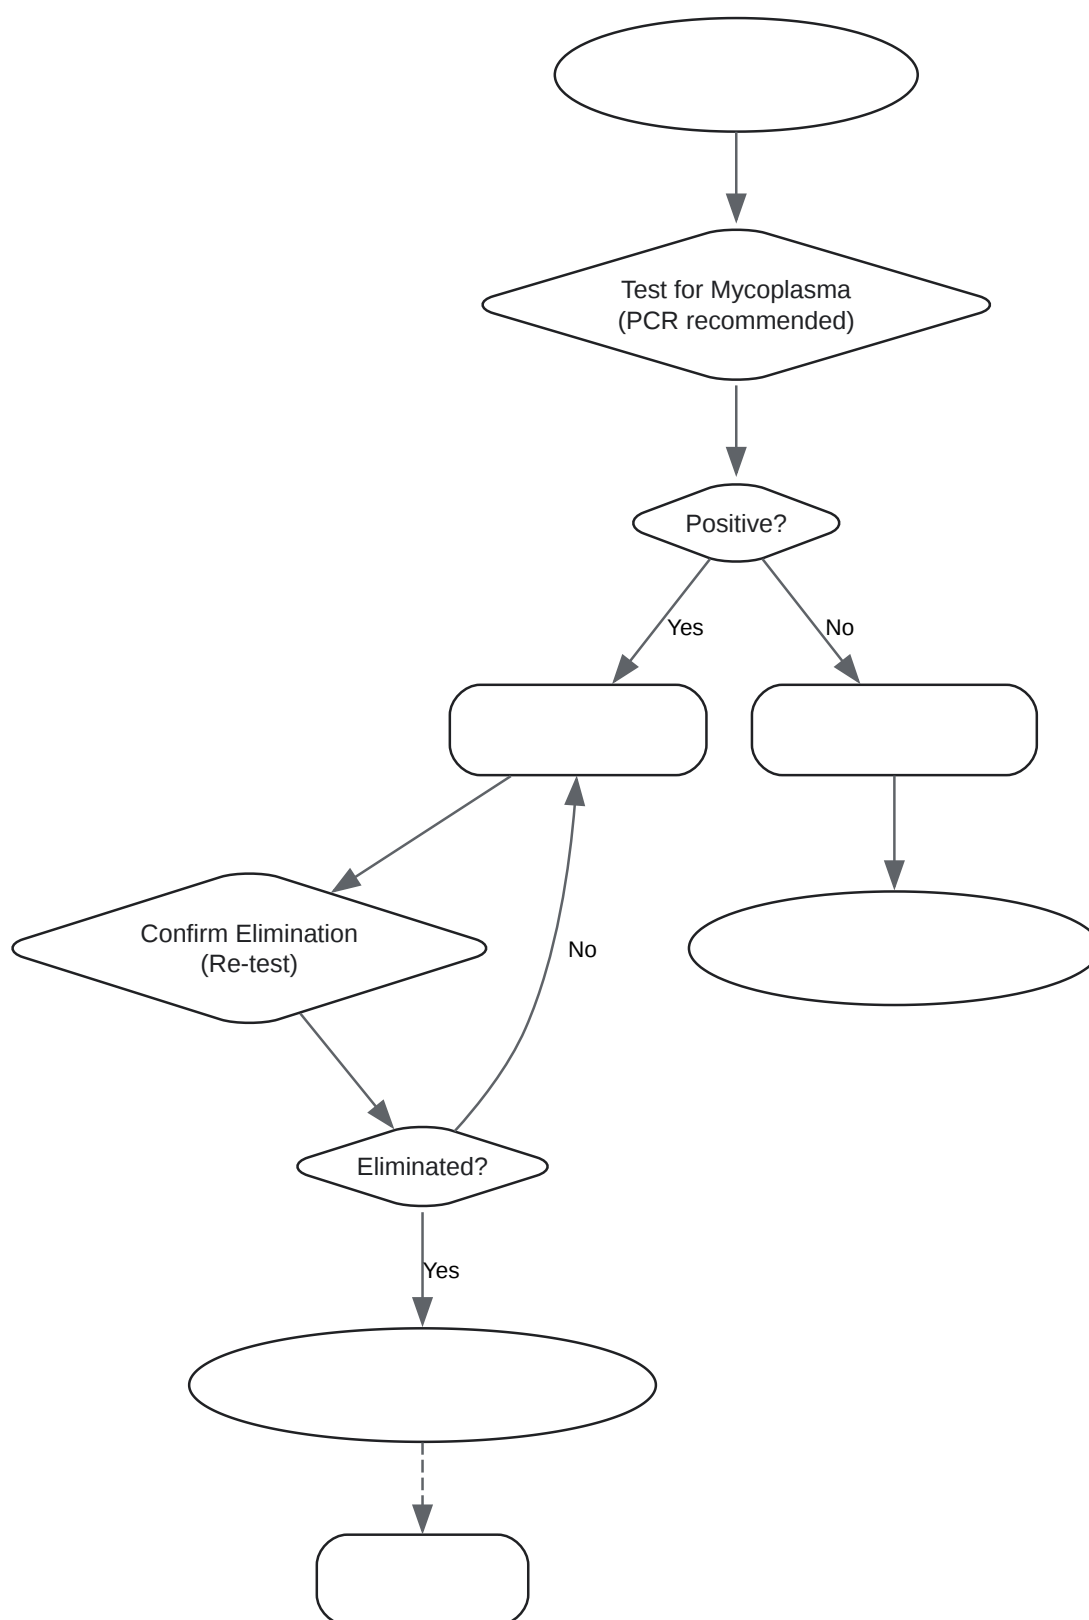 Test for Mycoplasma
(PCR recommended)
Positive?
Yes
No
Confirm Elimination
(Re-test)
No
Eliminated?
Yes